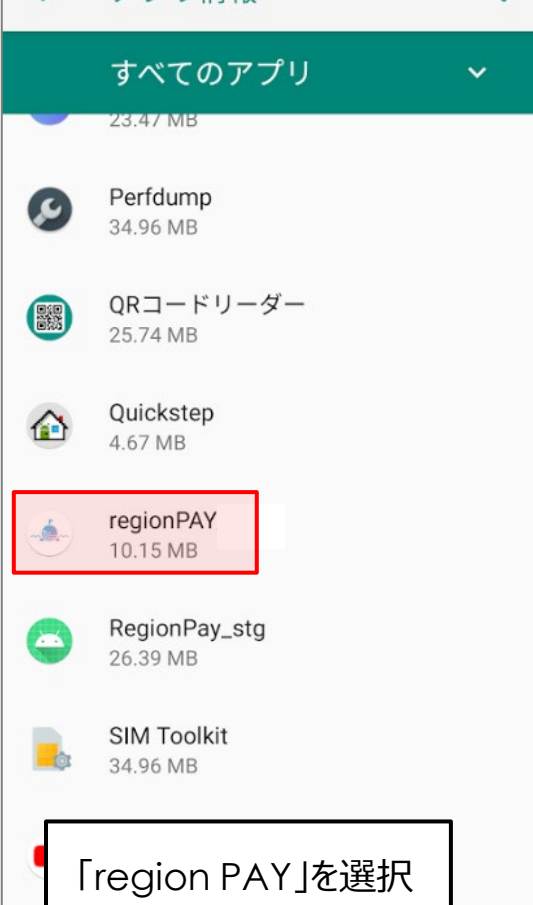 すべてのアプリ
23.47 MB
Perfdump
34.96 MB
QRコードリーダー
25.74 MB
Quickstep
4.67 MB
regionPAY
10.15 MB
RegionPay_stg
26.39 MB
SIM Toolkit
34.96 MB
「region PAY」を選択